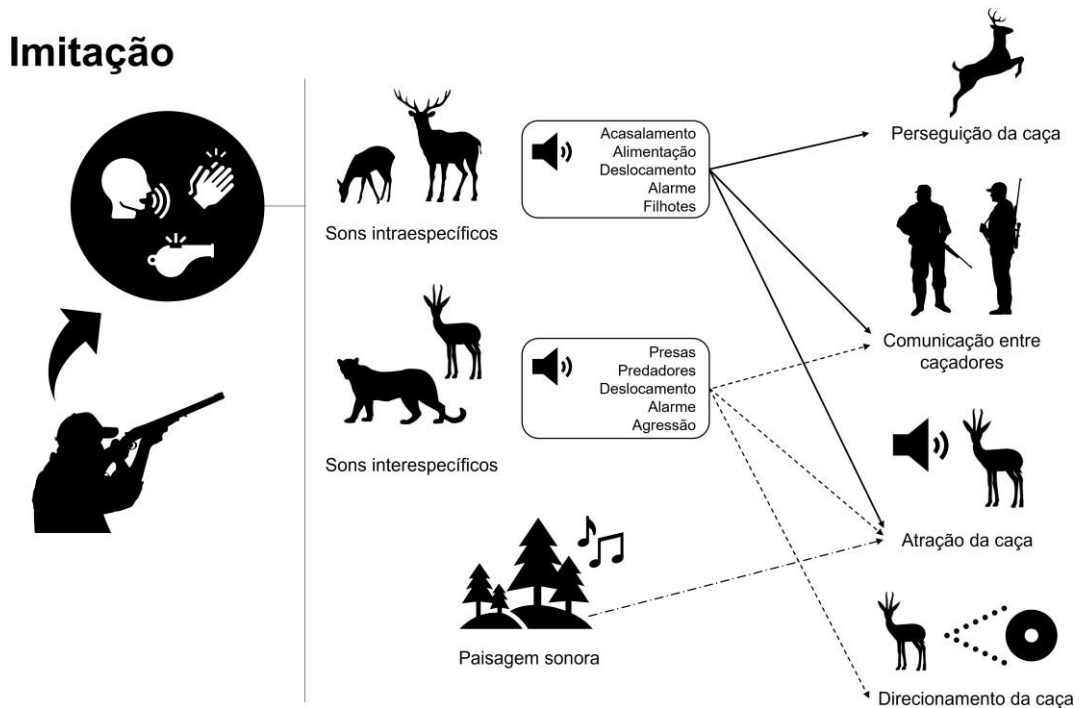 Imitação
Sons intraespecíficos
Acasalamento
Alimentação
Deslocamento
Alarme
Filhotes
Perseguição da caça
Comunicação entre
caçadores
Sons interespecíficos
Presas
Predadores
Deslocamento
Alarme
Agressão
Atração da caça
Paisagem sonora
Direcionamento da caça